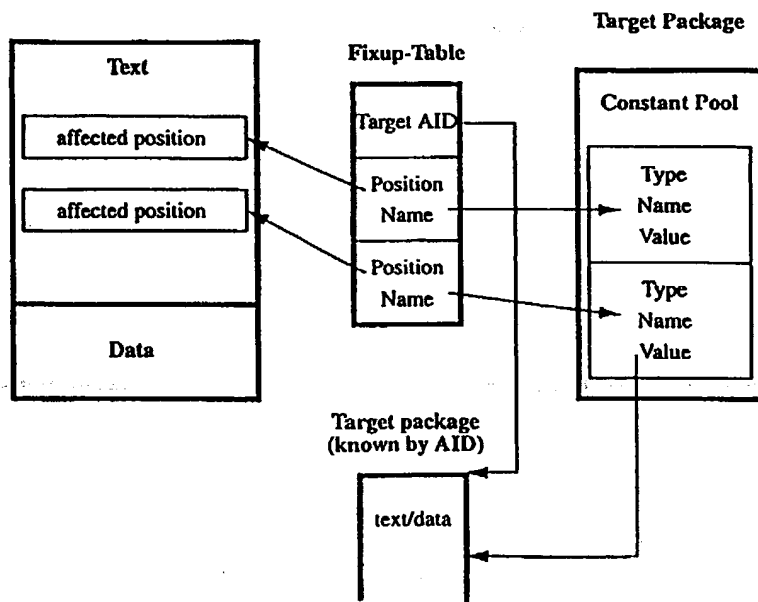 Text
affected position
affected position
Data
Fixup-Table
Target AID
Position
Name
Position
Name
Target Package
Constant Pool
Type
Name
Value
Type
Name
Value
Target package
(known by AID)
text/data